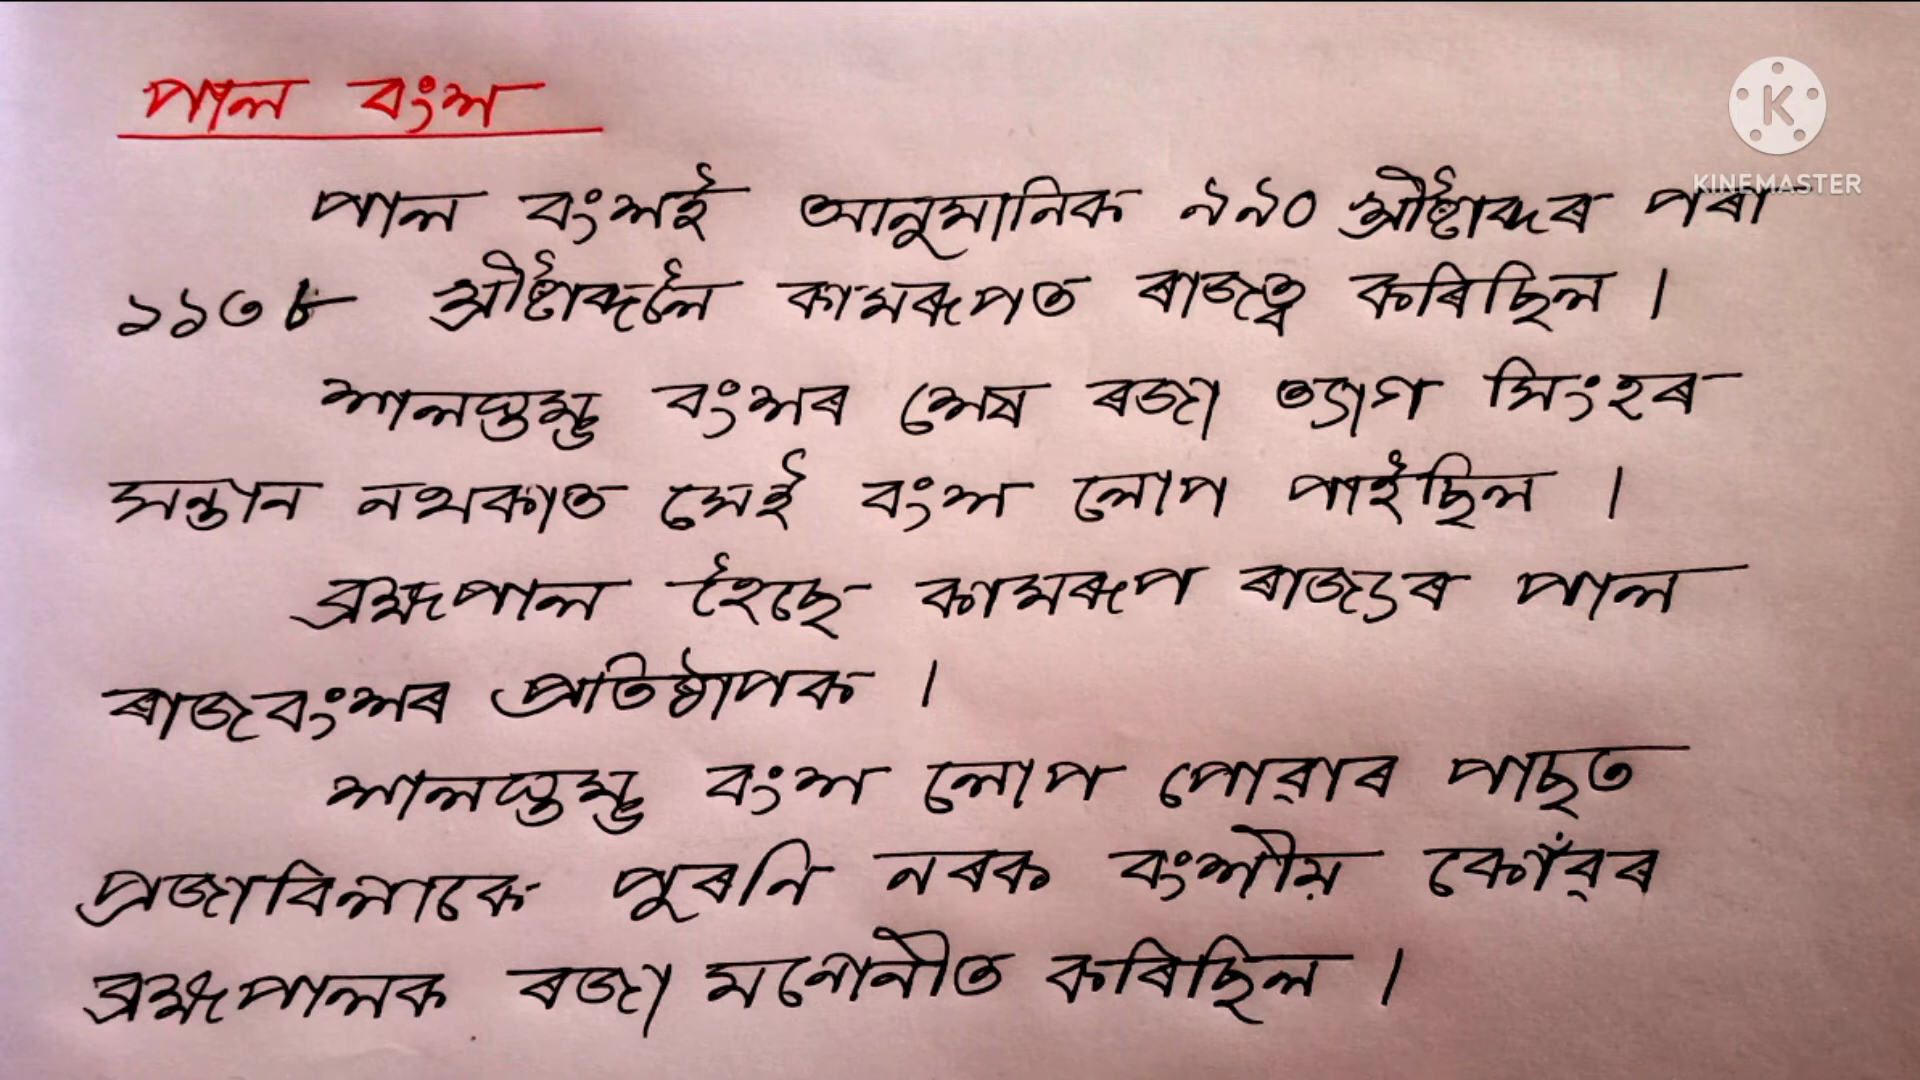 পাল বংশ
পাল বংশই আনুমানিক ৯৯০ খ্ৰীষ্টাব্দৰ পৰা
১১৩৮ খ্ৰীষ্টাব্দলৈ কামৰূপত ৰাজত্ব কৰিছিল ।
শালস্তম্ভ বংশৰ শেষ ৰজা ত্যাগ সিংহৰ
সন্তান নথকাত সেই বংশ লোপ পাইছিল ।
ব্ৰহ্মপাল হৈছে কামৰূপ ৰাজ্যৰ পাল
ৰাজবংশৰ প্ৰতিষ্ঠাপক ।
শালস্তম্ভ বংশ লোপ পোৱাৰ পাছত
প্ৰজাবিলাকে পুৰনি নৰক বংশীয় কোঁৱৰ
ব্ৰহ্মপালক ৰজা মনোনীত কৰিছিল ।
K
KINEMASTER